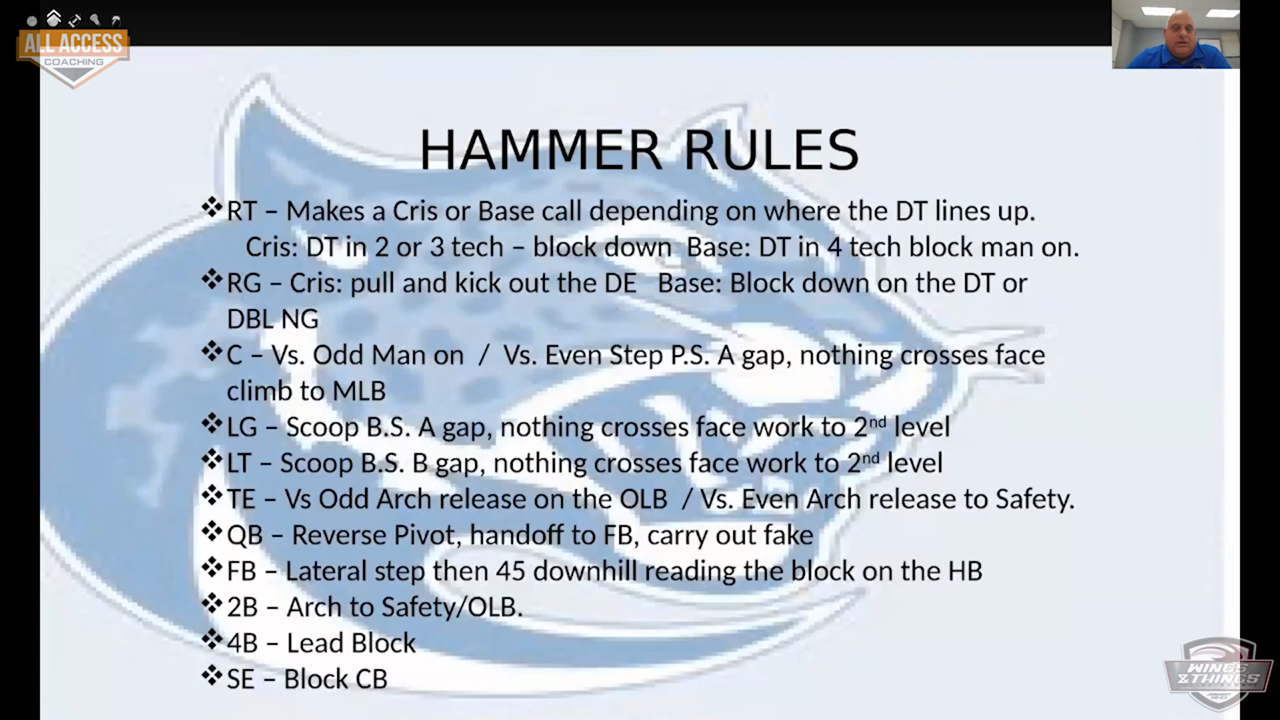 ALL ACCESS
COACHING
HAMMER RULES
❖RT – Makes a Cris or Base call depending on where the DT lines up.
Cris: DT in 2 or 3 tech – block down Base: DT in 4 tech block man on.
❖RG – Cris: pull and kick out the DE Base: Block down on the DT or
DBL NG
❖C – Vs. Odd Man on / Vs. Even Step P.S. A gap, nothing crosses face
climb to MLB
❖LG – Scoop B.S. A gap, nothing crosses face work to 2nd level
❖LT – Scoop B.S. B gap, nothing crosses face work to 2nd level
❖TE – Vs Odd Arch release on the OLB / Vs. Even Arch release to Safety.
❖QB – Reverse Pivot, handoff to FB, carry out fake
❖FB – Lateral step then 45 downhill reading the block on the HB
❖2B – Arch to Safety/OLB.
❖4B – Lead Block
❖SE – Block CB
WINGS
&THINGS